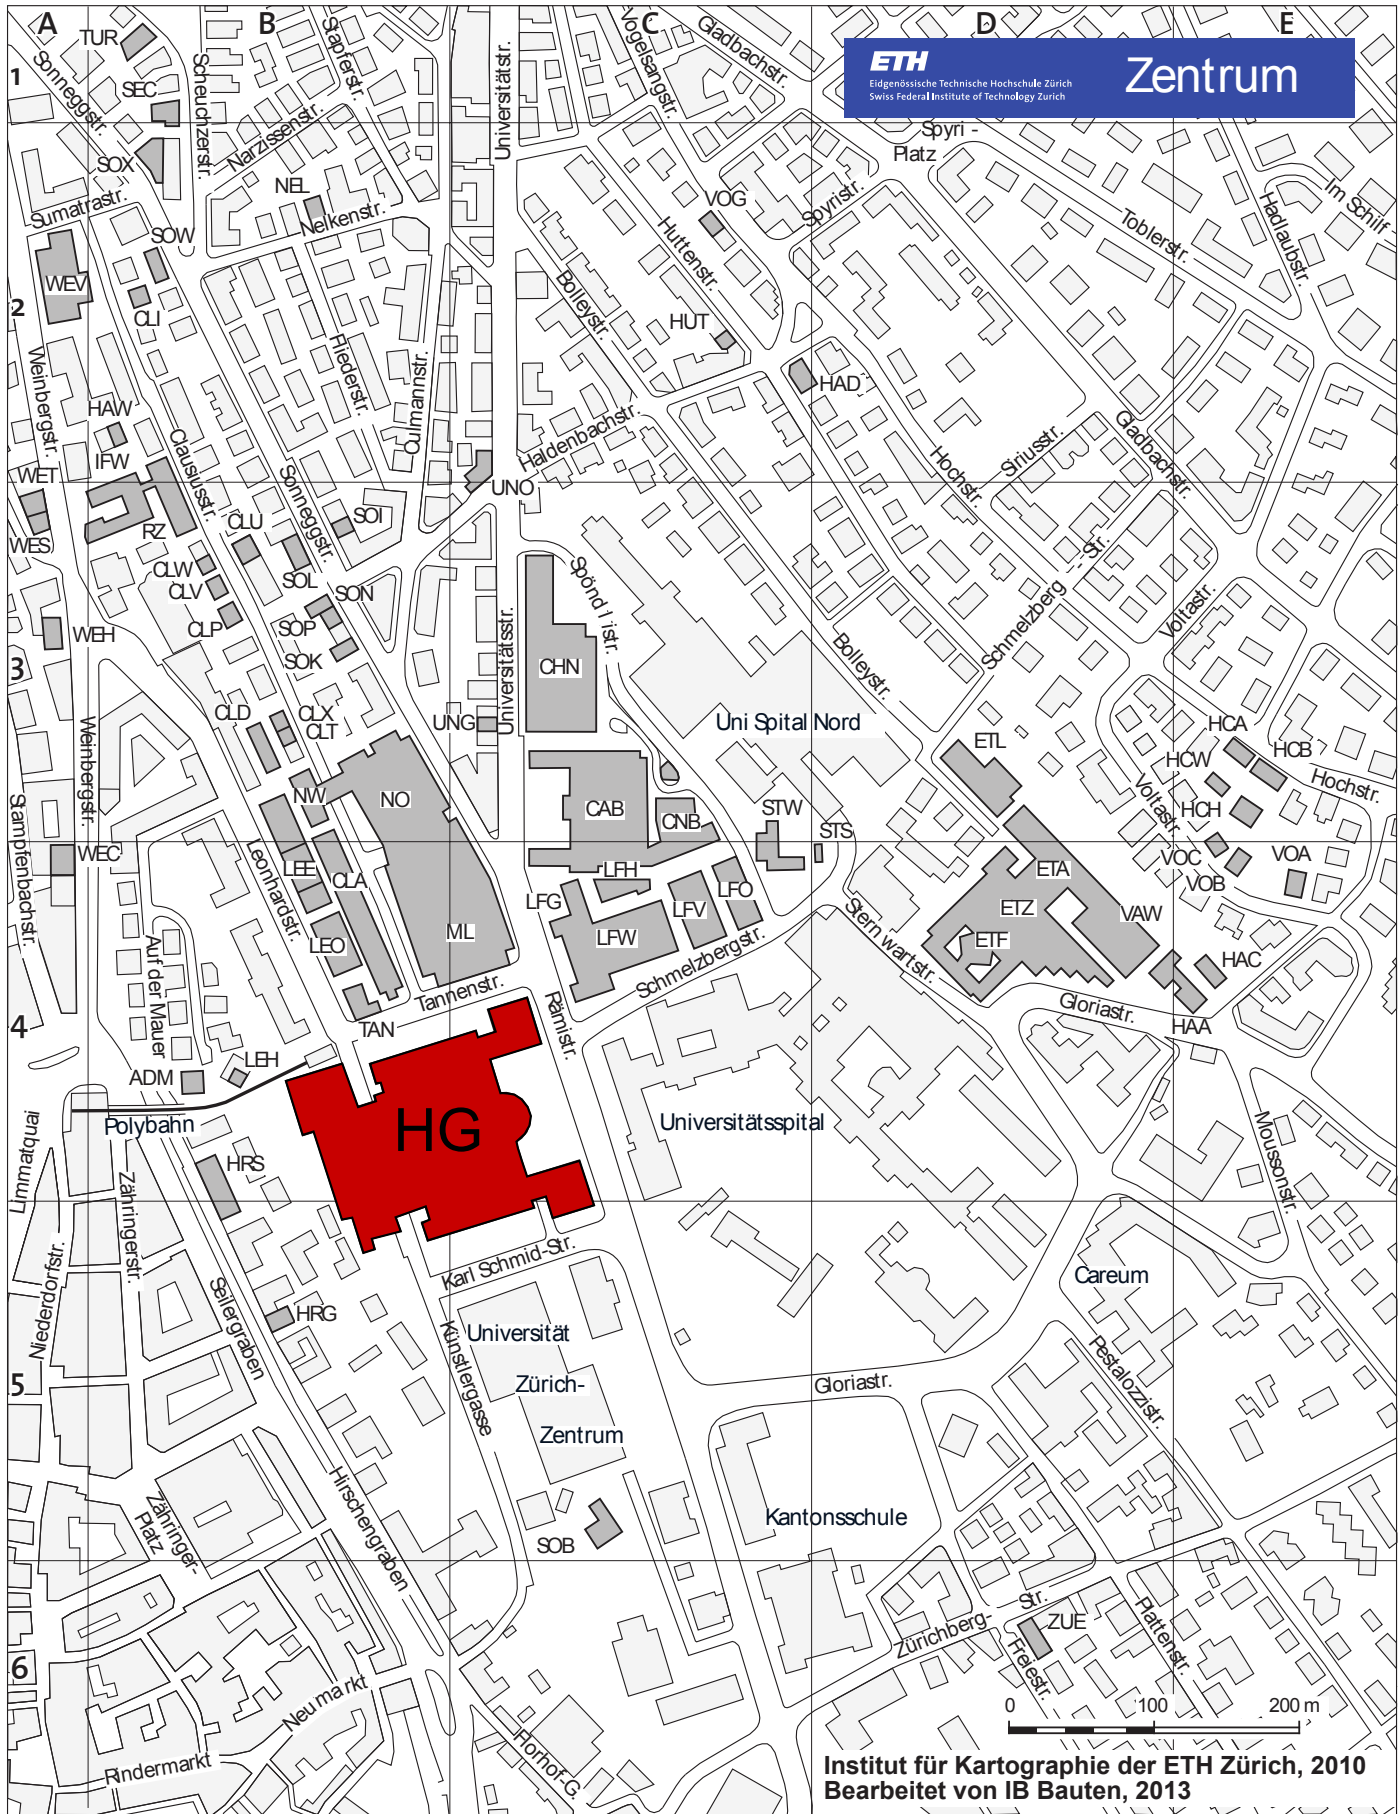 A
B
C
D
E
1
2
3
4
5
6
ETH
Eidgenössische Technische Hochschule Zürich
Swiss Federal Institute of Technology Zurich
Zentrum
TUR
Sonneggstr.
SEC
Scheuchzerstr.
Stapferstr.
Universitätstr.
Vogelsangstr.
Gladbachstr.
Spyri -
Platz
SOX
Narzissenstr.
NEL
Nelkenstr.
Sumatrastr.
SOW
VOG
Spyristr.
Huttenstr.
Toblerstr.
Hadlaubstr.
Im Schilf
WEV
CLI
Bolleystr.
HUT
HAD
Weinbergstr.
Riederstr.
Culmannstr.
HAW
IFW
Clausiusstr.
Sonneggstr.
Haldenbachstr.
Hochstr.
Siriusstr.
Gladbachstr.
WET
WES
RZ
CLU
SOI
UNO
CLW
CLV
SOL
SON
CLP
SOP
SOK
Spöndlistr.
Schmelzberg - Str.
Voltastr.
WEH
CHN
Universitätsstr.
Bolleystr.
CLD
CLX
CLT
UNG
Uni Spital Nord
ETL
HCA
HCB
HCW
Hochstr.
HCH
Voltastr.
Weinbergstr.
Stampfenbachstr.
NW
NO
CAB
CNB
STW
STS
WEC
LEE
CLA
LFH
LFO
VOC
VOB
VOA
ETA
Leonhardstr.
LFG
LFV
ETZ
VAW
LEO
ML
LFW
ETF
Sternwartstr.
HAC
Auf der Mauer
Schmelzbergstr.
Tannenstr.
TAN
Rämistr.
Gloriastr.
HAA
ADM
LEH
Polybahn
HG
Universitätsspital
Limmatquai
HRS
Moussonstr.
Zähringerstr.
Niederdorfstr.
Karl Schmid-Str.
Careum
Seilergraben
HRG
Künstlergasse
Universität
Zürich-
Zentrum
Gloriastr.
Pestalozzistr.
Hirschengraben
Zähringer-
Platz
SOB
Kantonsschule
Zürichberg- Str.
ZUE
Freiestr.
Plattenstr.
Neumarkt
Rindermarkt
Florhof-G.
0 100 200 m
Institut für Kartographie der ETH Zürich, 2010
Bearbeitet von IB Bauten, 2013